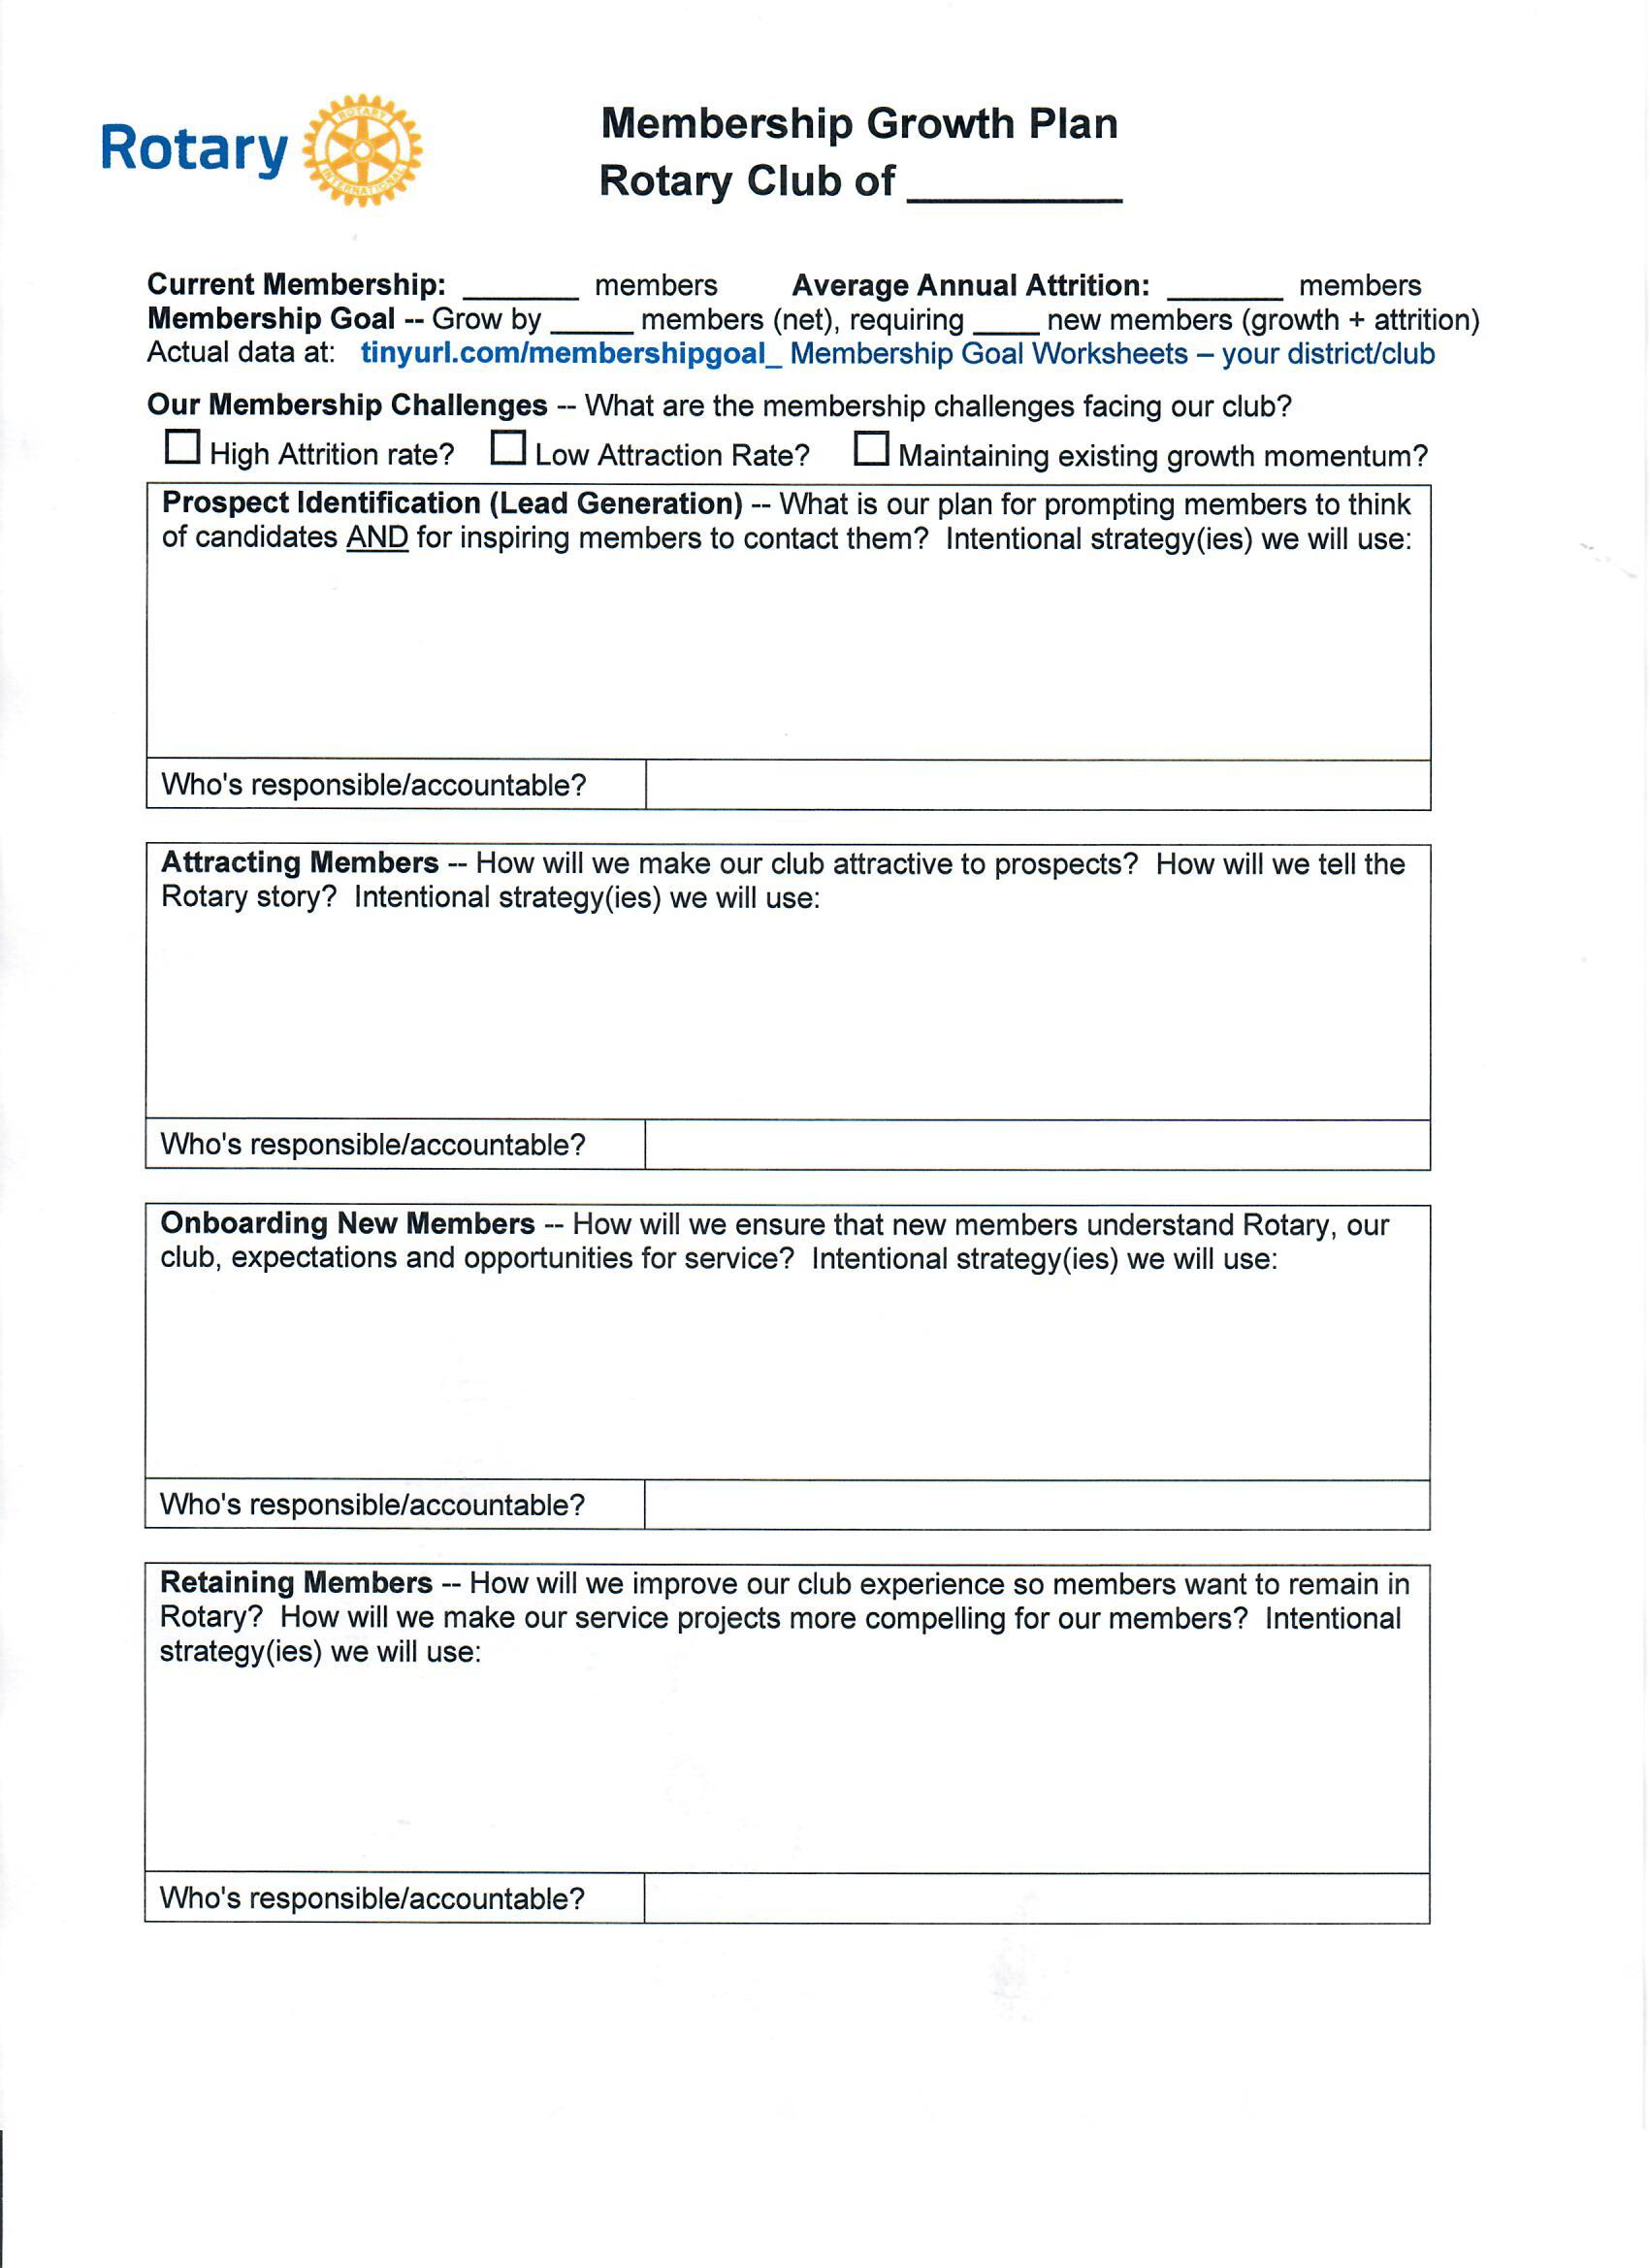 Rotary
ROTARY
INTERNATIONAL
Membership Growth Plan
Rotary Club of __________
Current Membership: _______ members Average Annual Attrition: _______ members
Membership Goal -- Grow by _____ members (net), requiring ____ new members (growth + attrition)
Actual data at: tinyurl.com/membershipgoal_ Membership Goal Worksheets – your district/club
Our Membership Challenges -- What are the membership challenges facing our club?
☐ High Attrition rate? ☐ Low Attraction Rate? ☐ Maintaining existing growth momentum?
Prospect Identification (Lead Generation) -- What is our plan for prompting members to think
of candidates AND for inspiring members to contact them? Intentional strategy(ies) we will use:
Who's responsible/accountable?
Attracting Members -- How will we make our club attractive to prospects? How will we tell the
Rotary story? Intentional strategy(ies) we will use:
Who's responsible/accountable?
Onboarding New Members -- How will we ensure that new members understand Rotary, our
club, expectations and opportunities for service? Intentional strategy(ies) we will use:
Who's responsible/accountable?
Retaining Members -- How will we improve our club experience so members want to remain in
Rotary? How will we make our service projects more compelling for our members? Intentional
strategy(ies) we will use:
Who's responsible/accountable?